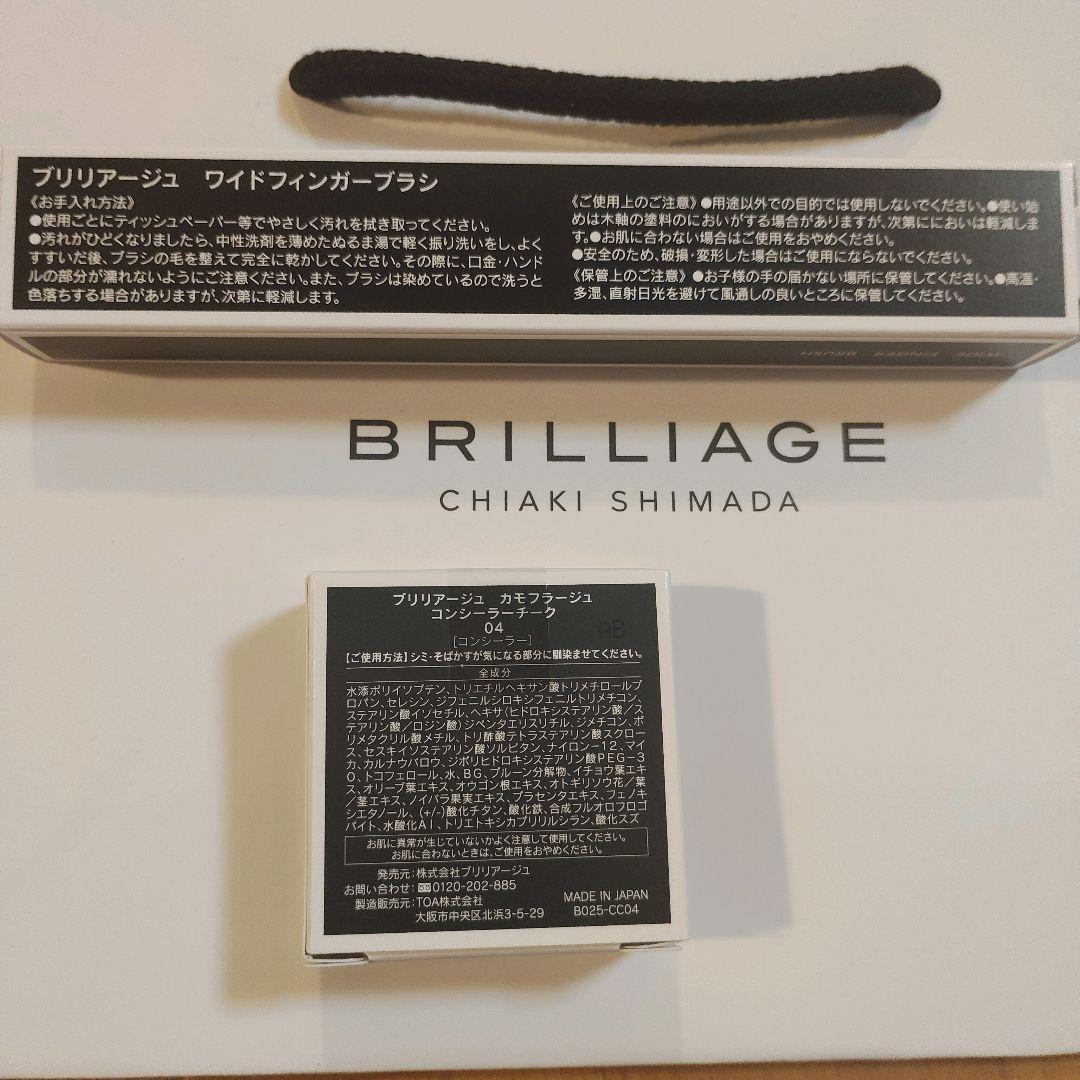 ブリリアージュ ワイドフィンガーブラシ
《お手入れ方法》
●使用ごとにティッシュペーパー等でやさしく汚れを拭き取ってください。
●汚れがひどくなりましたら、中性洗剤を薄めたぬるま湯で軽く振り洗いをし、よく
すすいだ後、ブラシの毛を整えて完全に乾かしてください。その際に、口金・ハンド
ルの部分が濡れないようにご注意ください。また、ブラシは染めているので洗うと
色落ちする場合がありますが、次第に軽減します。
《ご使用上のご注意》●用途以外での目的では使用しないでください。●使い始
めは木軸の塗料のにおいがする場合がありますが、次第ににおいは軽減しま
す。●お肌に合わない場合はご使用をおやめください。
●安全のため、破損・変形した場合はご使用にならないでください。
《保管上のご注意》●お子様の手の届かない場所に保管してください。●高温・
多湿、直射日光を避けて風通しの良いところに保管してください。
WIDE FINGER BRUSH
BRILLIAGE
CHIAKI SHIMADA
ブリリアージュ カモフラージュ
コンシーラーチーク
04
AB
[コンシーラー]
【ご使用方法】シミ・そばかすが気になる部分に馴染ませてください。
全成分
水添ポリイソブテン、トリエチルヘキサン酸トリメチロールプ
ロパン、セレシン、ジフェニルシロキシフェニルトリメチコン、
ステアリン酸イソセチル、ヘキサ(ヒドロキシステアリン酸/ス
テアリン酸/ロジン酸)ジペンタエリスリチル、ジメチコン、ポ
リメタクリル酸メチル、トリ酢酸テトラステアリン酸スクロー
ス、セスキイソステアリン酸ソルビタン、ナイロン-12、マイ
カ、カルナウバロウ、ジポリヒドロキシステアリン酸PEG-3
0、トコフェロール、水、BG、プルーン分解物、イチョウ葉エキ
ス、オリーブ葉エキス、オウゴン根エキス、オトギリソウ花/葉
/茎エキス、ノイバラ果実エキス、プラセンタエキス、フェノキ
シエタノール、(+/-)酸化チタン、酸化鉄、合成フルオロフロゴ
パイト、水酸化Al、トリエトキシカプリリルシラン、酸化スズ
お肌に異常が生じていないかよく注意して使用してください。
お肌に合わないときは、ご使用をおやめください。
発売元:株式会社ブリリアージュ
お問い合わせ:0120-202-885
製造販売元:TOA株式会社
大阪市中央区北浜3-5-29
MADE IN JAPAN
B025-CC04